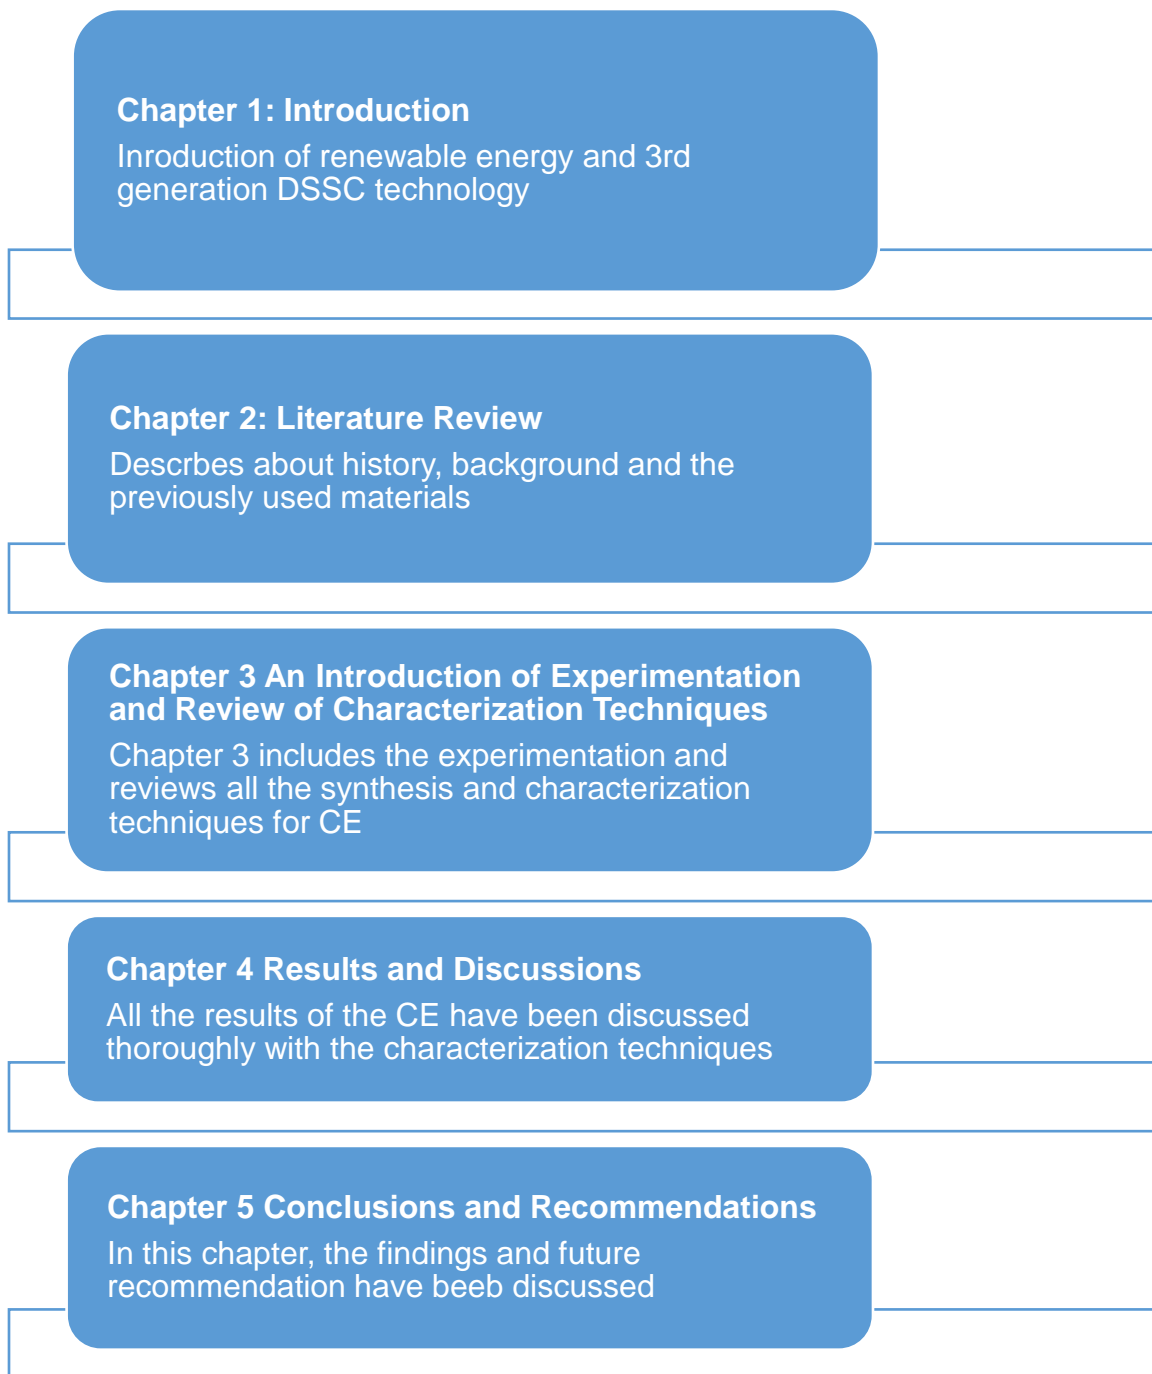 Chapter 1: Introduction
Inroduction of renewable energy and 3rd
generation DSSC technology
Chapter 2: Literature Review
Descrbes about history, background and the
previously used materials
Chapter 3 An Introduction of Experimentation
and Review of Characterization Techniques
Chapter 3 includes the experimentation and
reviews all the synthesis and characterization
techniques for CE
Chapter 4 Results and Discussions
All the results of the CE have been discussed
thoroughly with the characterization techniques
Chapter 5 Conclusions and Recommendations
In this chapter, the findings and future
recommendation have beeb discussed